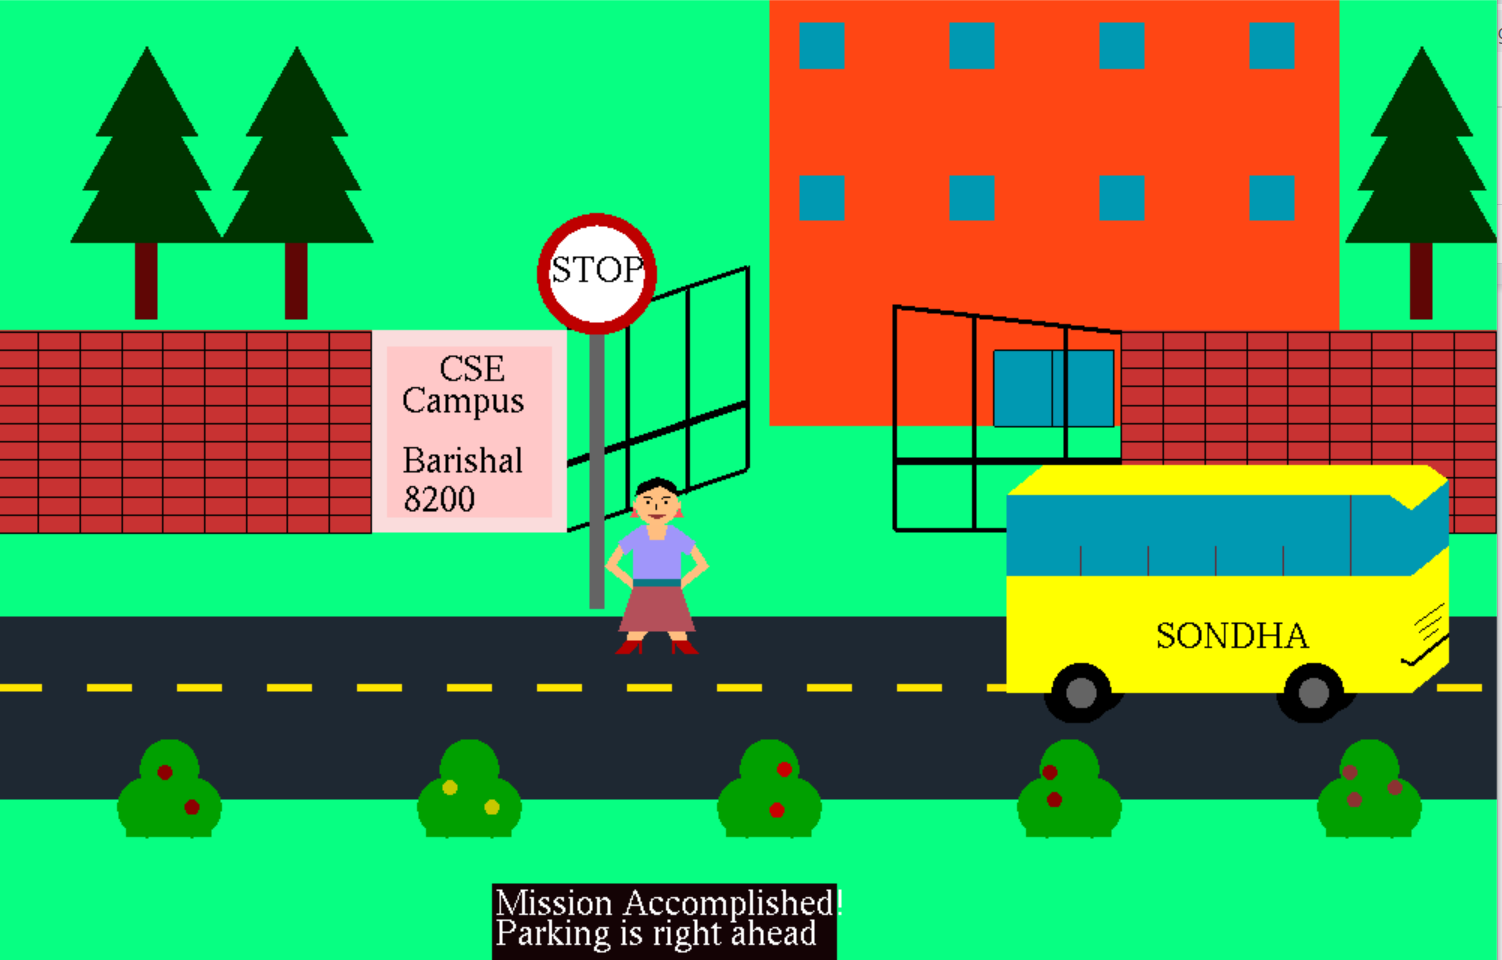 STOP
CSE
Campus
Barishal
8200
SONDHA
Mission Accomplished!
Parking is right ahead